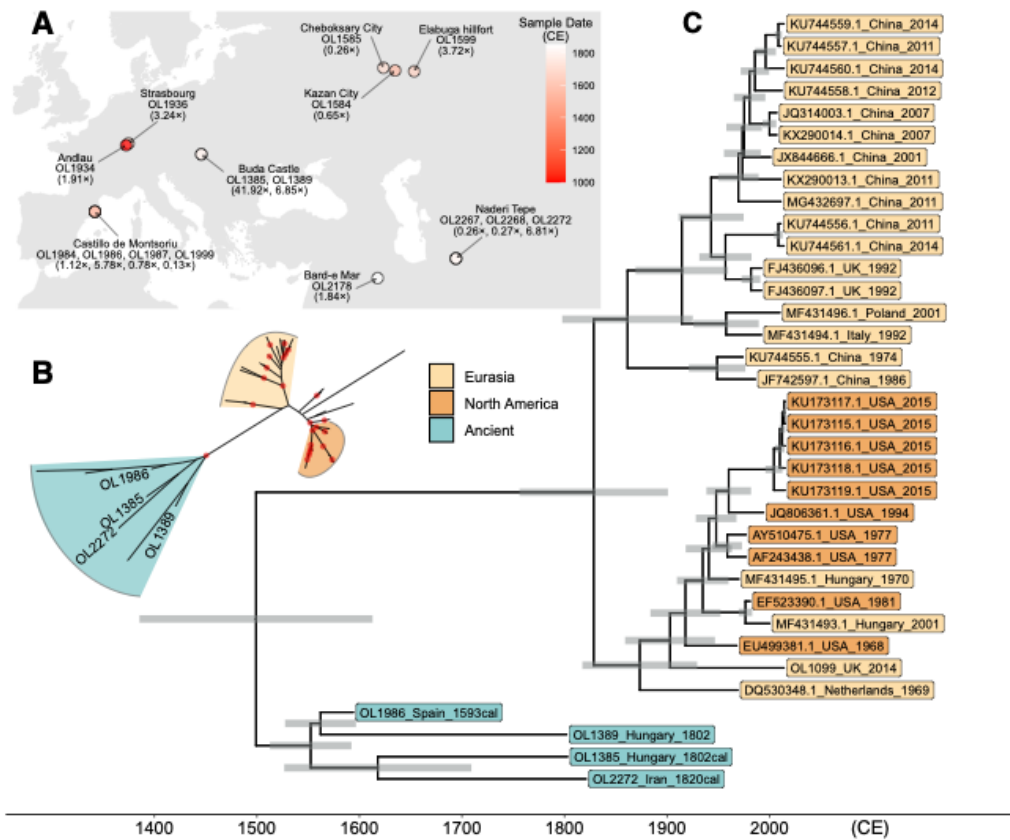 A
Cheboksary City
OL1585
(0.26×)
Elabuga hillfort
OL1599
(3.72×)
Kazan City
OL1584
(0.65×)
Strasbourg
OL1936
(3.24×)
Andlau
OL1934
(1.91×)
Buda Castle
OL1385, OL1389
(41.92×, 6.85×)
Castillo de Montsoriu
OL1984, OL1986, OL1987, OL1999
(1.12×, 5.78×, 0.78×, 0.13×)
Naderi Tepe
OL2267, OL2268, OL2272
(0.26×, 0.27×, 6.81×)
Bard-e Mar
OL2178
(1.84×)
Sample Date
(CE)
1800
1600
1400
1200
1000
B
Eurasia
North America
Ancient
OL1986
OL1385
OL2272
OL1389
C
KU744559.1_China_2014
KU744557.1_China_2011
KU744560.1_China_2014
KU744558.1_China_2012
JQ314003.1_China_2007
KX290014.1_China_2007
JX844666.1_China_2001
KX290013.1_China_2011
MG432697.1_China_2011
KU744556.1_China_2011
KU744561.1_China_2014
FJ436096.1_UK_1992
FJ436097.1_UK_1992
MF431496.1_Poland_2001
MF431494.1_Italy_1992
KU744555.1_China_1974
JF742597.1_China_1986
KU173117.1_USA_2015
KU173115.1_USA_2015
KU173116.1_USA_2015
KU173118.1_USA_2015
KU173119.1_USA_2015
JQ806361.1_USA_1994
AY510475.1_USA_1977
AF243438.1_USA_1977
MF431495.1_Hungary_1970
EF523390.1_USA_1981
MF431493.1_Hungary_2001
EU499381.1_USA_1968
OL1099_UK_2014
DQ530348.1_Netherlands_1969
OL1986_Spain_1593cal
OL1389_Hungary_1802
OL1385_Hungary_1802cal
OL2272_Iran_1820cal
1400 1500 1600 1700 1800 1900 2000 (CE)